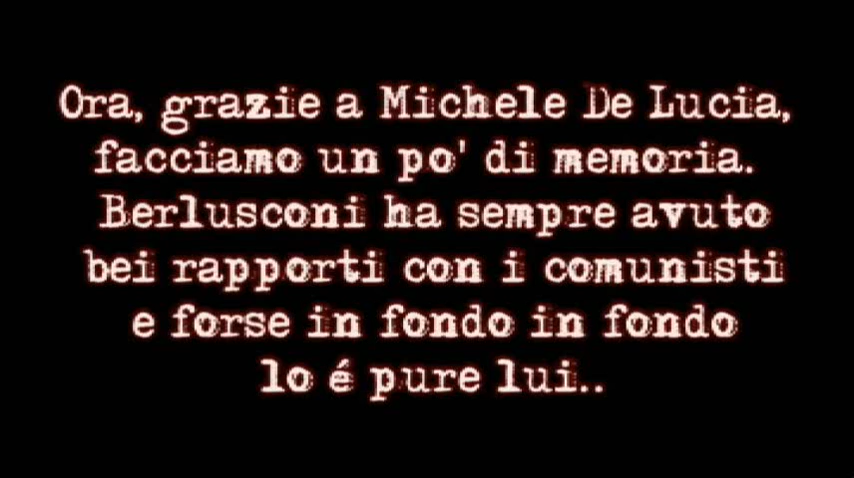 Ora, grazie a Michele De Lucia,
facciamo un po' di memoria.
Berlusconi ha sempre avuto
bei rapporti con i comunisti
e forse in fondo in fondo
lo é pure lui..